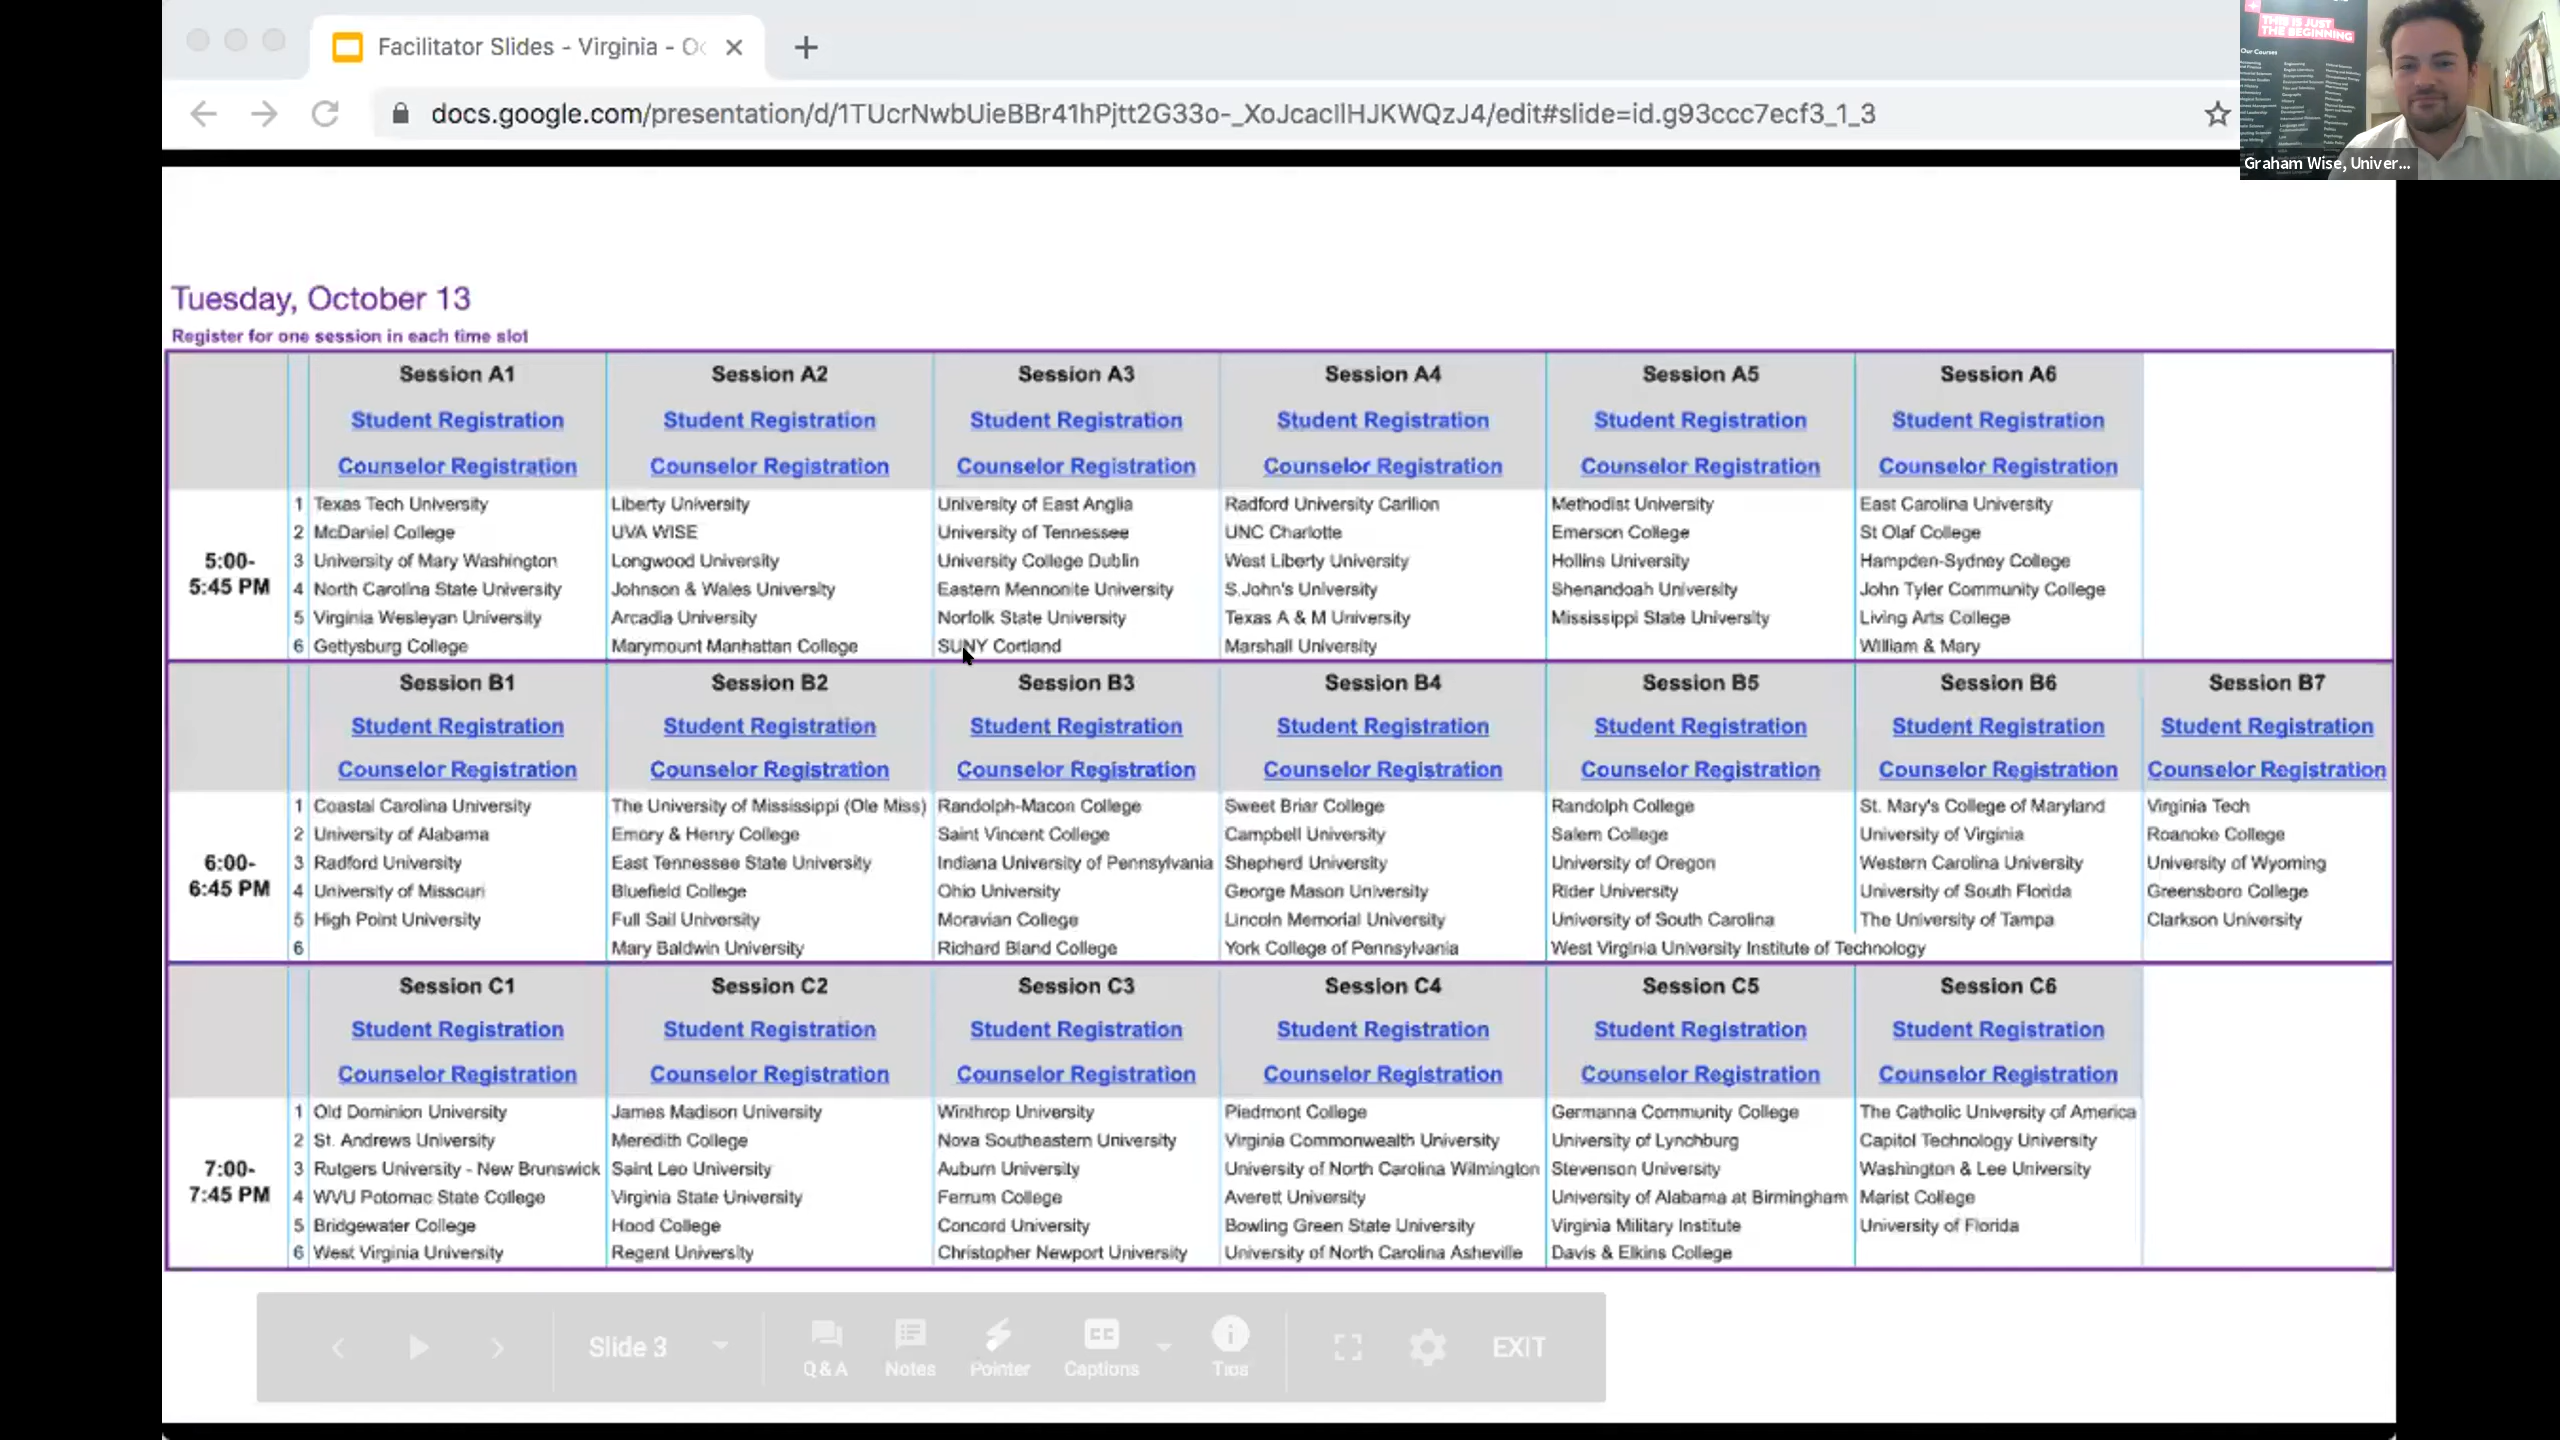 Facilitator Slides - Virginia - Oc
docs.google.com/presentation/d/1TUcrNwbUieBBr41hPjtt2G33o-_XoJcacIlHJKWQzJ4/edit#slide=id.g93ccc7ecf3_1_3
THIS IS JUST
THE BEGINNING
Our Courses
Graham Wise, Univer...
Tuesday, October 13
Register for one session in each time slot
Session A1 Session A2 Session A3 Session A4 Session A5 Session A6
Student Registration Student Registration Student Registration Student Registration Student Registration Student Registration
Counselor Registration Counselor Registration Counselor Registration Counselor Registration Counselor Registration Counselor Registration
5:00-
5:45 PM
1 Texas Tech University Liberty University University of East Anglia Radford University Carilion Methodist University East Carolina University
2 McDaniel College UVA WISE University of Tennessee UNC Charlotte Emerson College St Olaf College
3 University of Mary Washington Longwood University University College Dublin West Liberty University Hollins University Hampden-Sydney College
4 North Carolina State University Johnson & Wales University Eastern Mennonite University S.John's University Shenandoah University John Tyler Community College
5 Virginia Wesleyan University Arcadia University Norfolk State University Texas A & M University Mississippi State University Living Arts College
6 Gettysburg College Marymount Manhattan College SUNY Cortland Marshall University William & Mary
Session B1 Session B2 Session B3 Session B4 Session B5 Session B6 Session B7
Student Registration Student Registration Student Registration Student Registration Student Registration Student Registration Student Registration
Counselor Registration Counselor Registration Counselor Registration Counselor Registration Counselor Registration Counselor Registration Counselor Registration
6:00-
6:45 PM
1 Coastal Carolina University The University of Mississippi (Ole Miss) Randolph-Macon College Sweet Briar College Randolph College St. Mary's College of Maryland Virginia Tech
2 University of Alabama Emory & Henry College Saint Vincent College Campbell University Salem College University of Virginia Roanoke College
3 Radford University East Tennessee State University Indiana University of Pennsylvania Shepherd University University of Oregon Western Carolina University University of Wyoming
4 University of Missouri Bluefield College Ohio University George Mason University Rider University University of South Florida Greensboro College
5 High Point University Full Sail University Moravian College Lincoln Memorial University University of South Carolina The University of Tampa Clarkson University
6 Mary Baldwin University Richard Bland College York College of Pennsylvania West Virginia University Institute of Technology
Session C1 Session C2 Session C3 Session C4 Session C5 Session C6
Student Registration Student Registration Student Registration Student Registration Student Registration Student Registration
Counselor Registration Counselor Registration Counselor Registration Counselor Registration Counselor Registration Counselor Registration
7:00-
7:45 PM
1 Old Dominion University James Madison University Winthrop University Piedmont College Germanna Community College The Catholic University of America
2 St. Andrews University Meredith College Nova Southeastern University Virginia Commonwealth University University of Lynchburg Capitol Technology University
3 Rutgers University - New Brunswick Saint Leo University Auburn University University of North Carolina Wilmington Stevenson University Washington & Lee University
4 WVU Potomac State College Virginia State University Ferrum College Averett University University of Alabama at Birmingham Marist College
5 Bridgewater College Hood College Concord University Bowling Green State University Virginia Military Institute University of Florida
6 West Virginia University Regent University Christopher Newport University University of North Carolina Asheville Davis & Elkins College
Slide 3 Q & A Notes Pointer CC Captions Tips EXIT